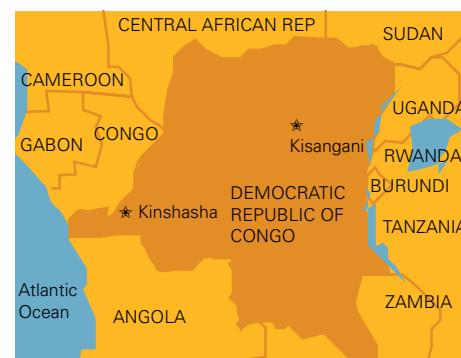 CENTRAL AFRICAN REP
SUDAN
CAMEROON
UGANDA
CONGO
GABON
Kisangani
RWANDA
BURUNDI
DEMOCRATIC
REPUBLIC OF
CONGO
Kinshasha
TANZANIA
Atlantic
Ocean
ANGOLA
ZAMBIA